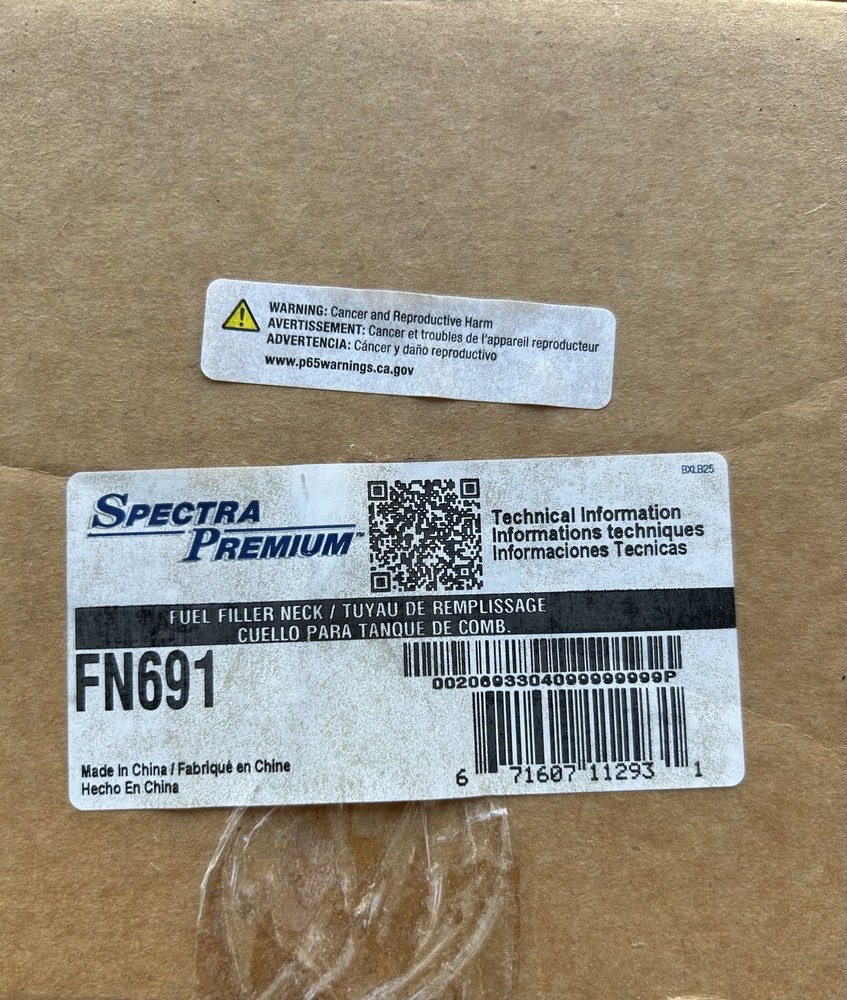 WARNING: Cancer and Reproductive Harm
AVERTISSEMENT: Cancer et troubles de l'appareil reproducteur
ADVERTENCIA: Cáncer y daño reproductivo
www.p65warnings.ca.gov
BXLB25
SPECTRA
PREMIUM™
Technical Information
Informations techniques
Informaciones Tecnicas
FUEL FILLER NECK / TUYAU DE REMPLISSAGE
CUELLO PARA TANQUE DE COMB.
FN691
0020693304099999999P
6 71607 11293 1
Made in China / Fabriqué en Chine
Hecho En China